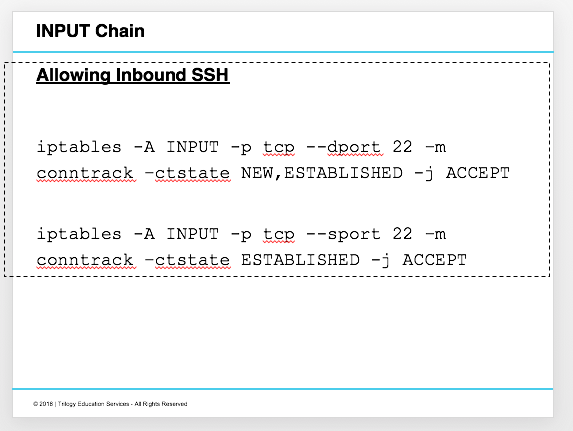 INPUT Chain
Allowing Inbound SSH
iptables -A INPUT -p tcp --dport 22 –m
conntrack –ctstate NEW,ESTABLISHED -j ACCEPT
iptables -A INPUT -p tcp --sport 22 –m
conntrack –ctstate ESTABLISHED -j ACCEPT
© 2018 | Trilogy Education Services - All Rights Reserved